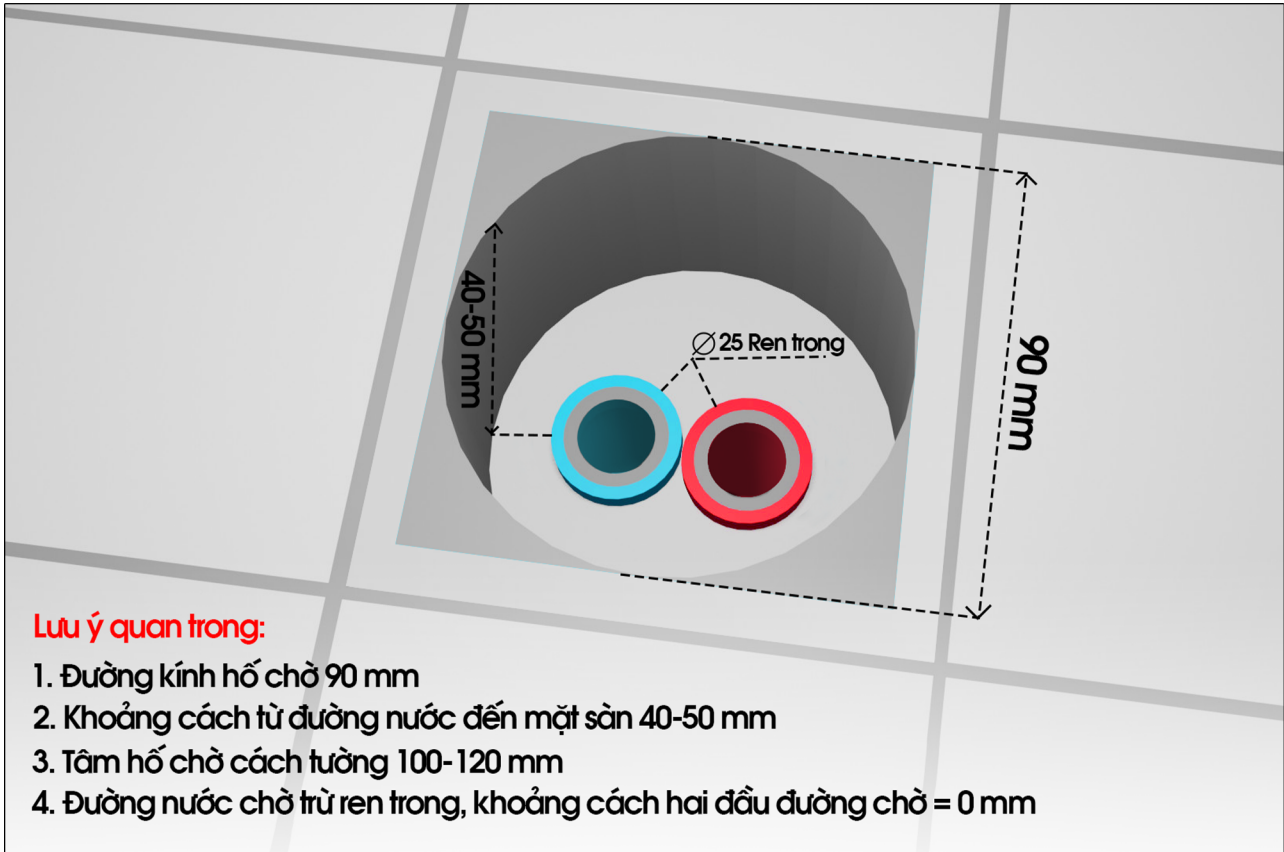 40-50 mm
∅ 25 Ren trong
90 mm
Lưu ý quan trong:
1. Đường kính hố chờ 90 mm
2. Khoảng cách từ đường nước đến mặt sàn 40-50 mm
3. Tâm hố chờ cách tường 100-120 mm
4. Đường nước chờ trừ ren trong, khoảng cách hai đầu đường chờ = 0 mm